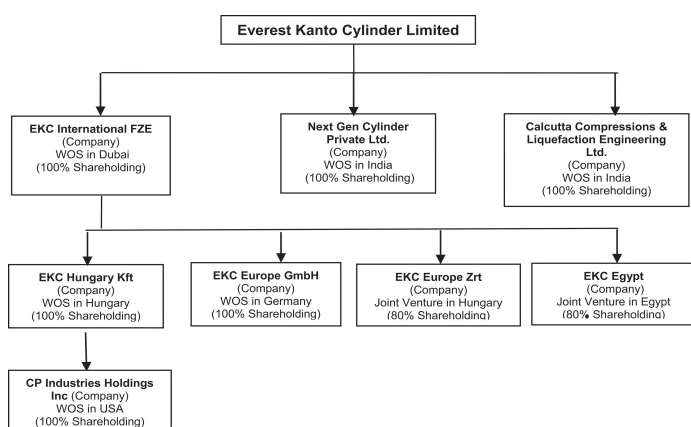 Everest Kanto Cylinder Limited
EKC International FZE
(Company)
WOS in Dubai
(100% Shareholding)
Next Gen Cylinder
Private Ltd.
(Company)
WOS in India
(100% Shareholding)
Calcutta Compressions &
Liquefaction Engineering
Ltd.
(Company)
WOS in India
(100% Shareholding)
EKC Hungary Kft
(Company)
WOS in Hungary
(100% Shareholding)
EKC Europe GmbH
(Company)
WOS in Germany
(100% Shareholding)
EKC Europe Zrt
(Company)
Joint Venture in Hungary
(80% Shareholding)
EKC Egypt
(Company)
Joint Venture in Egypt
(80% Shareholding)
CP Industries Holdings
Inc (Company)
WOS in USA
(100% Shareholding)